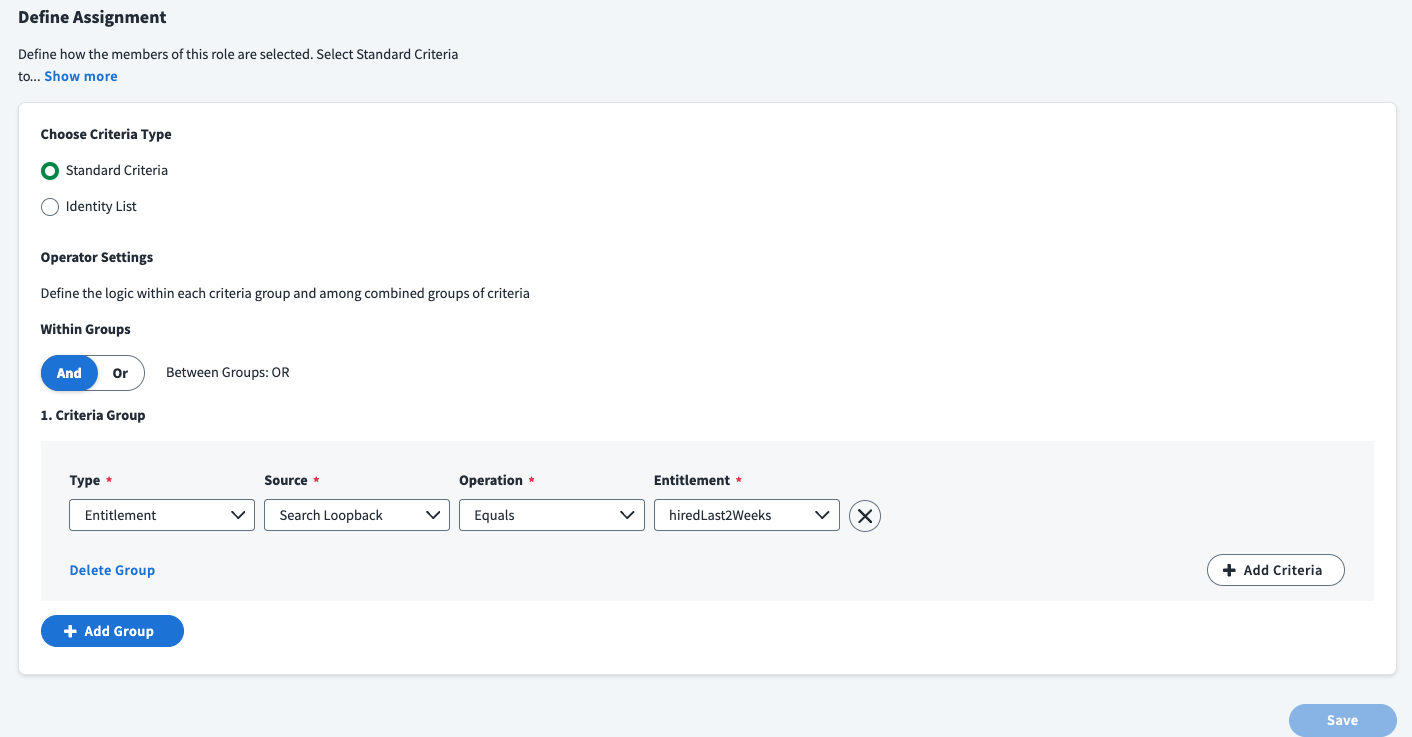 Define Assignment
Define how the members of this role are selected. Select Standard Criteria
to... Show more
Choose Criteria Type
Standard Criteria
Identity List
Operator Settings
Define the logic within each criteria group and among combined groups of criteria
Within Groups
And Or Between Groups: OR
1. Criteria Group
Type * Source * Operation * Entitlement *
Entitlement Search Loopback Equals hiredLast2Weeks
Delete Group + Add Criteria
+ Add Group
Save